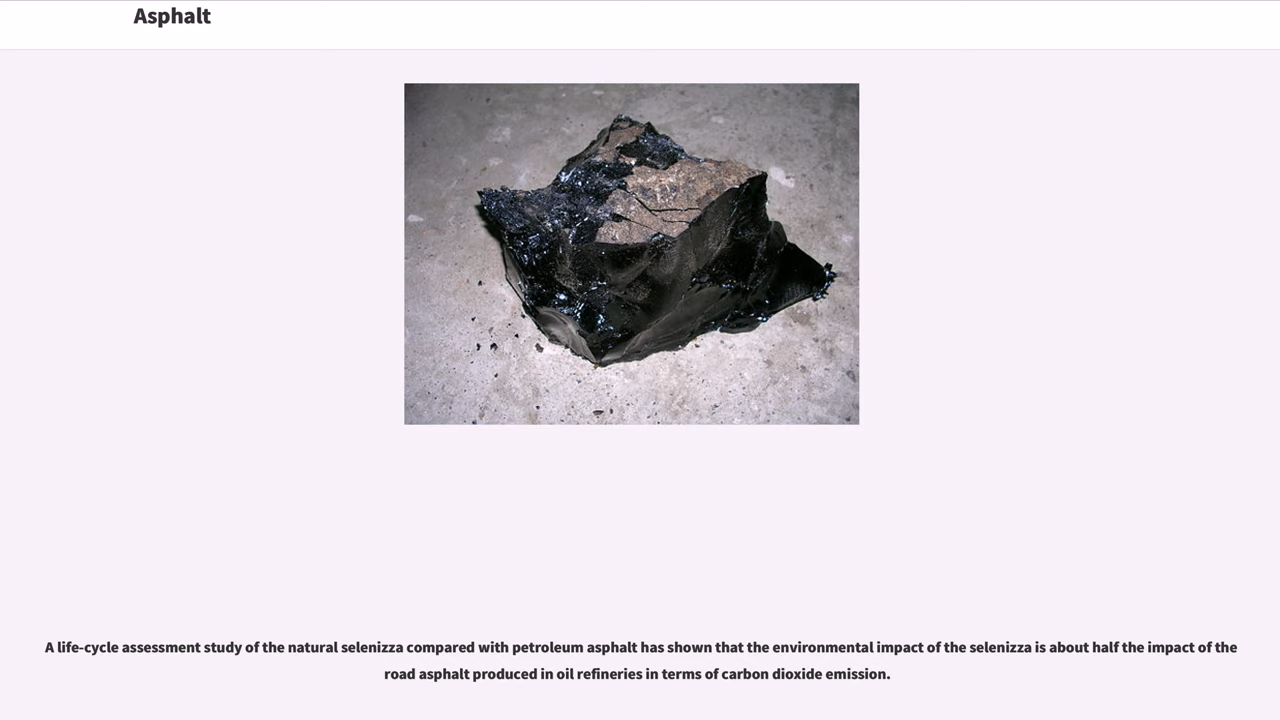 Asphalt
A life-cycle assessment study of the natural selenizza compared with petroleum asphalt has shown that the environmental impact of the selenizza is about half the impact of the
road asphalt produced in oil refineries in terms of carbon dioxide emission.